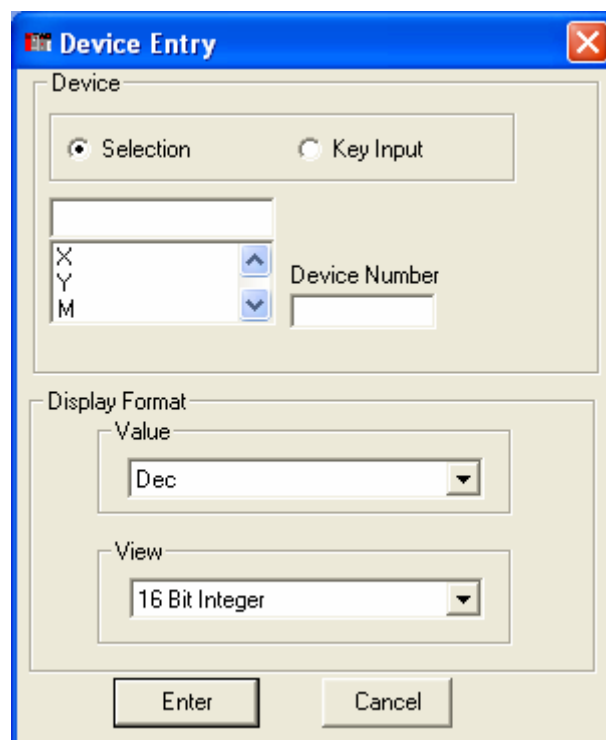 Device Entry
Device
Selection
Key Input
X
Y
M
Device Number
Display Format
Value
Dec
View
16 Bit Integer
Enter
Cancel